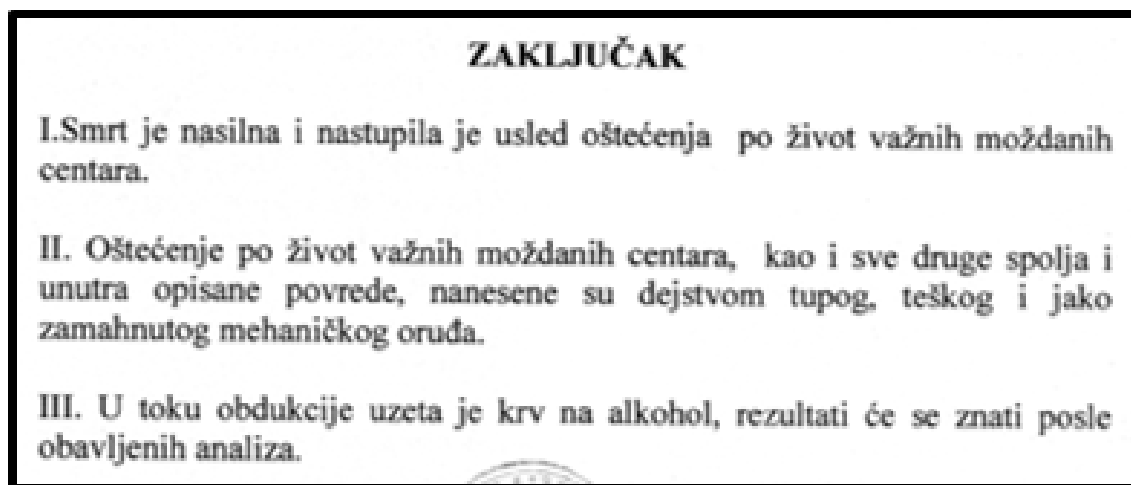 ZAKLJUČAK
I.Smrt je nasilna i nastupila je usled oštećenja po život važnih moždanih
centara.
II. Oštećenje po život važnih moždanih centara, kao i sve druge spolja i
unutra opisane povrede, nanesene su dejstvom tupog, teškog i jako
zamahnutog mehaničkog oruđa.
III. U toku obdukcije uzeta je krv na alkohol, rezultati će se znati posle
obavljenih analiza.